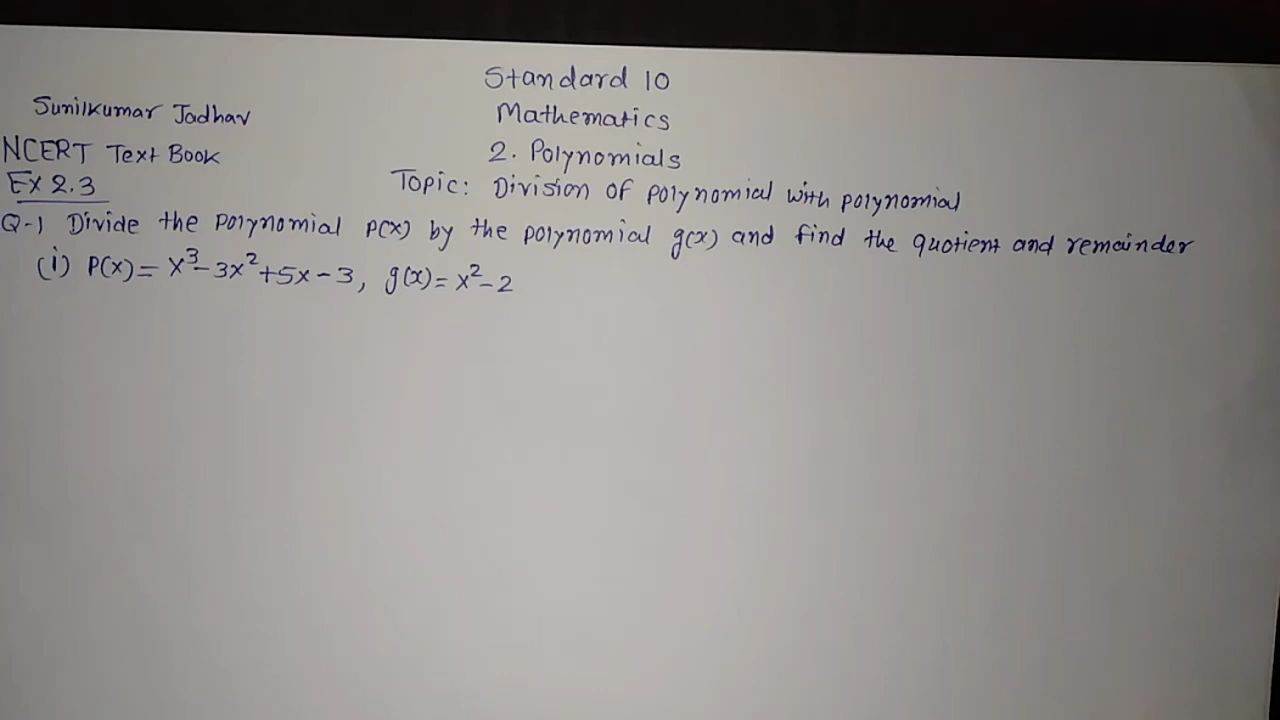 Standard 10
Sunilkumar Jadhav
Mathematics
NCERT Text Book
2. Polynomials
Ex 2.3
Topic: Division of polynomial with polynomial
Q-1 Divide the polynomial p(x) by the polynomial g(x) and find the quotient and remainder
(i) P(x) = x³ - 3x² + 5x - 3, g(x) = x² - 2